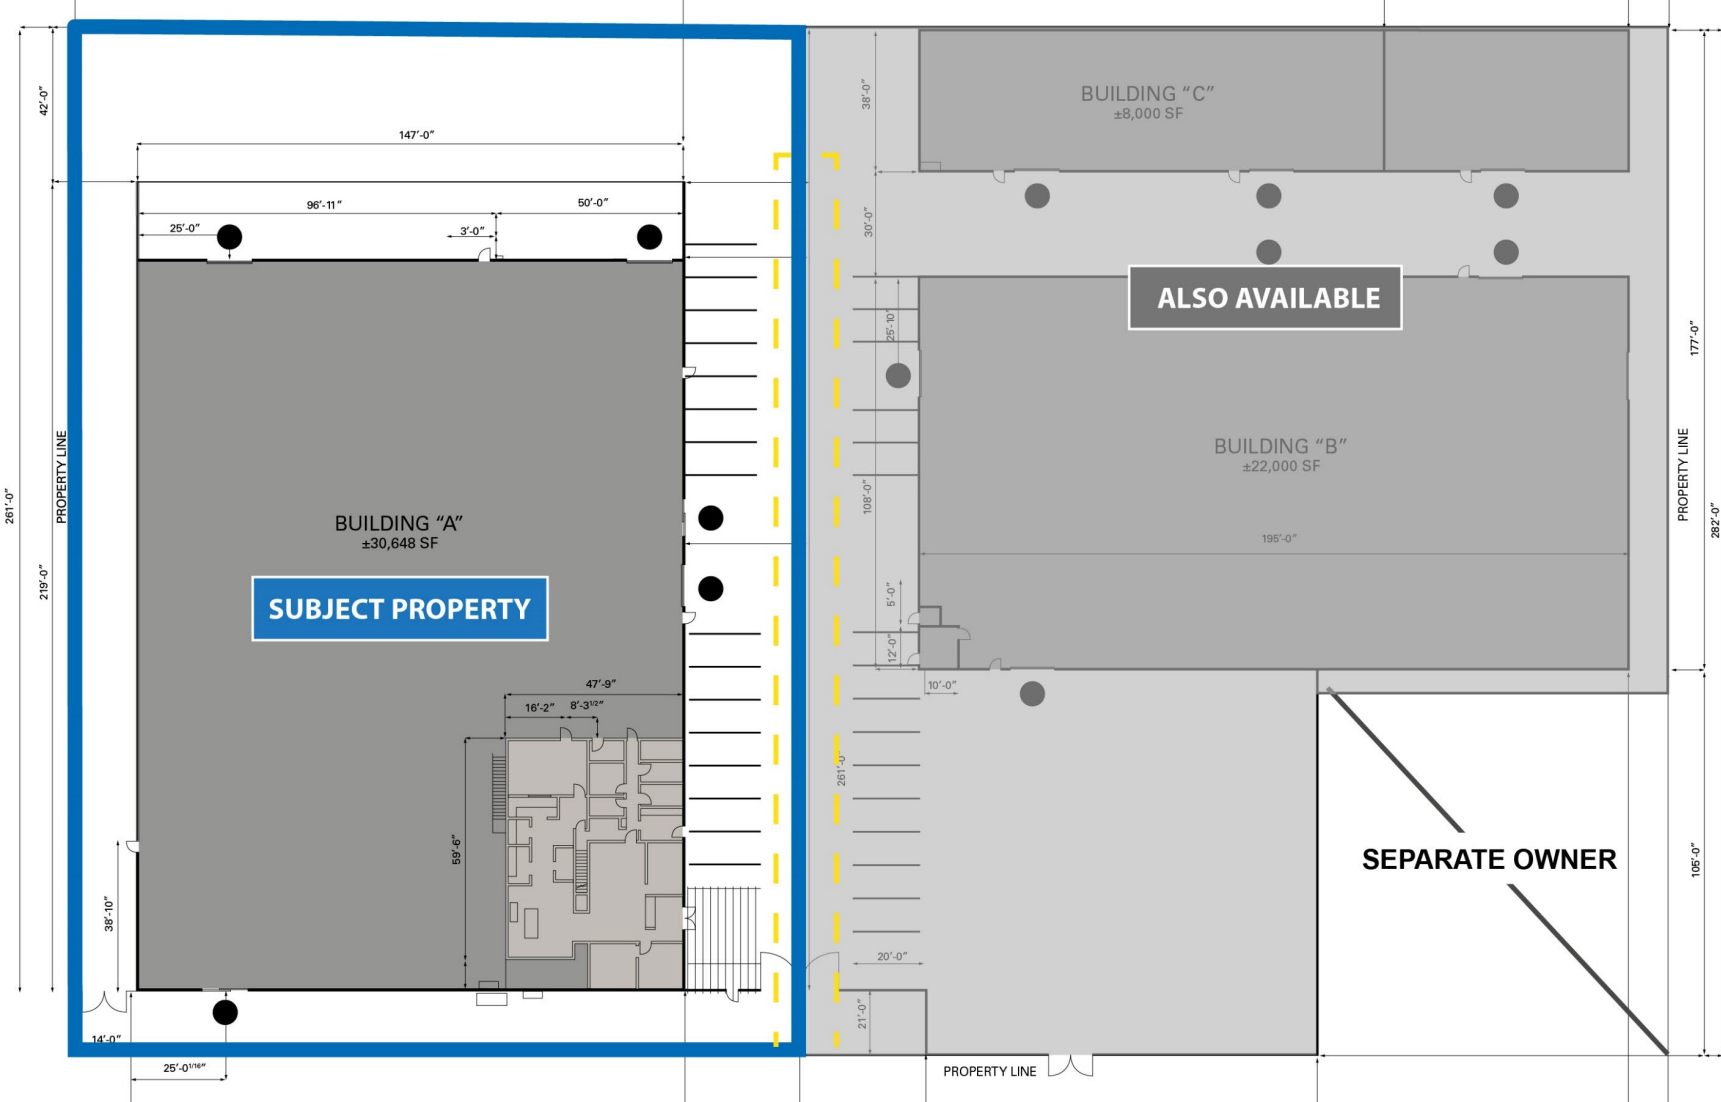 42'-0"
147'-0"
96'-11"
50'-0"
25'-0"
3'-0"
261'-0"
PROPERTY LINE
219'-0"
BUILDING “A”
±30,648 SF
SUBJECT PROPERTY
47'-9"
16'-2"
8'-3 1/2"
59'-6"
38'-10"
14'-0"
25'-0 1/16"
38'-0"
BUILDING “C”
±8,000 SF
30'-0"
ALSO AVAILABLE
25'-10"
177'-0"
BUILDING “B”
±22,000 SF
PROPERTY LINE
108'-0"
282'-0"
195'-0"
5'-0"
12'-0"
10'-0"
261'-0"
SEPARATE OWNER
105'-0"
20'-0"
21'-0"
PROPERTY LINE